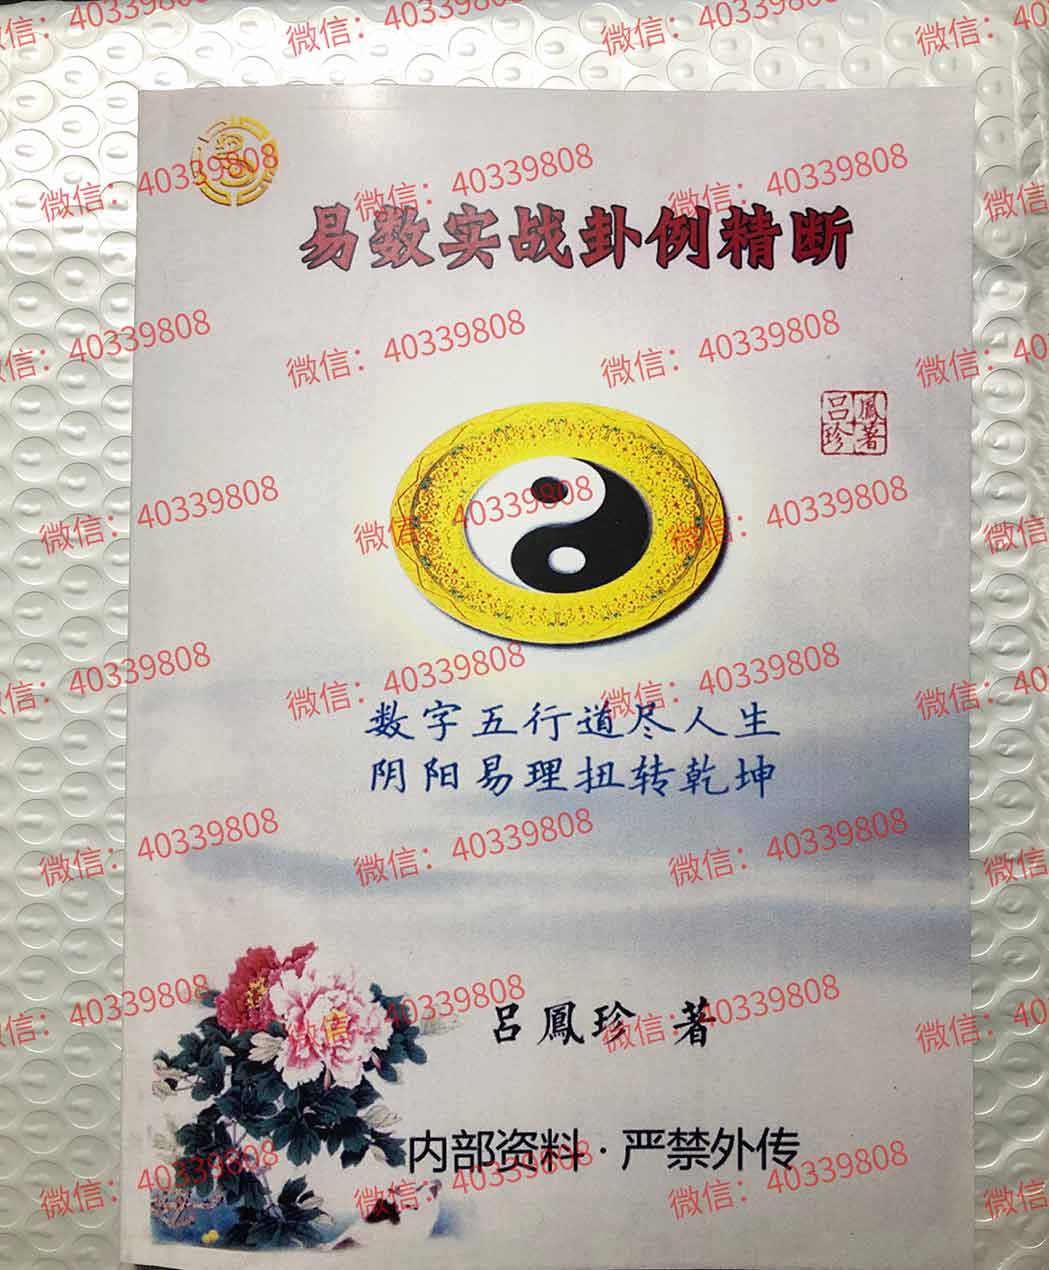 微信：40339808
易数实战卦例精断
吕鳳
珍著
数字五行道尽人生
阴阳易理扭转乾坤
吕鳳珍 著
内部资料·严禁外传